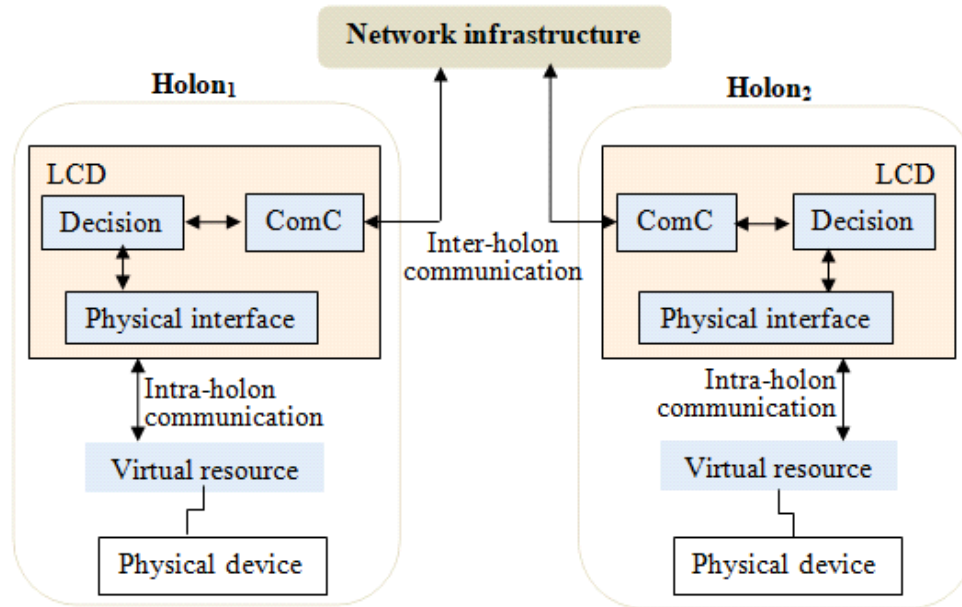 Network infrastructure
Holon₁
LCD
Decision
ComC
Physical interface
Intra-holon
communication
Virtual resource
Physical device
Inter-holon
communication
Holon₂
LCD
ComC
Decision
Physical interface
Intra-holon
communication
Virtual resource
Physical device